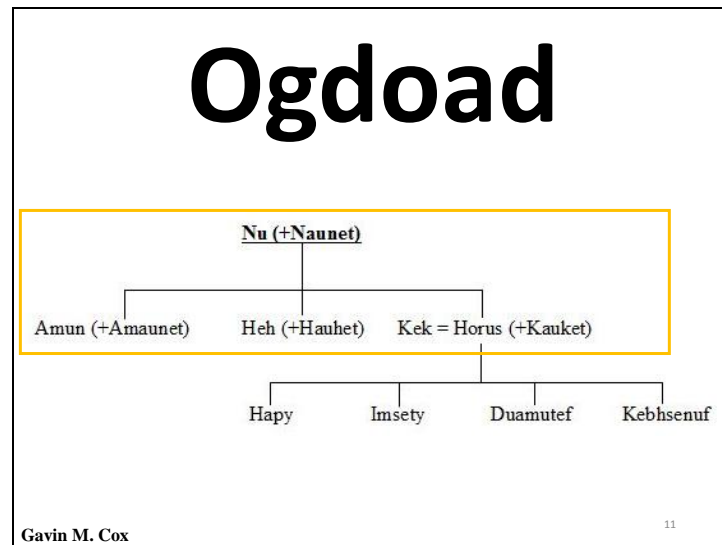 Ogdoad
Nu (+Naunet)
Amun (+Amaunet) Heh (+Hauhet) Kek = Horus (+Kauket)
Hapy Imsety Duamutef Kebhsenuf
11
Gavin M. Cox